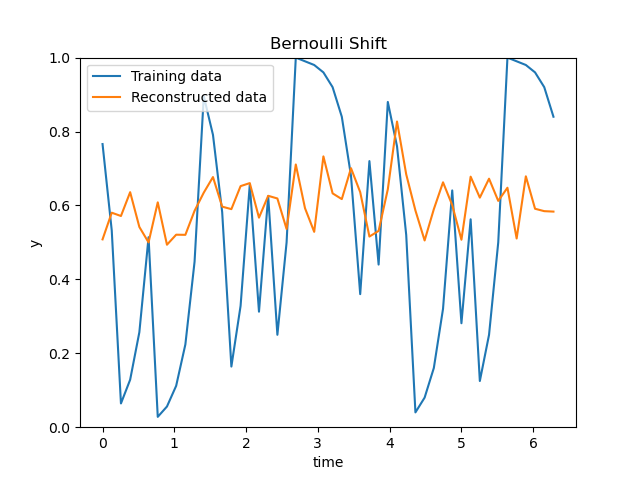 Bernoulli Shift
Training data
Reconstructed data
1.0
0.8
0.6
0.4
0.2
0.0
y
0 1 2 3 4 5 6
time